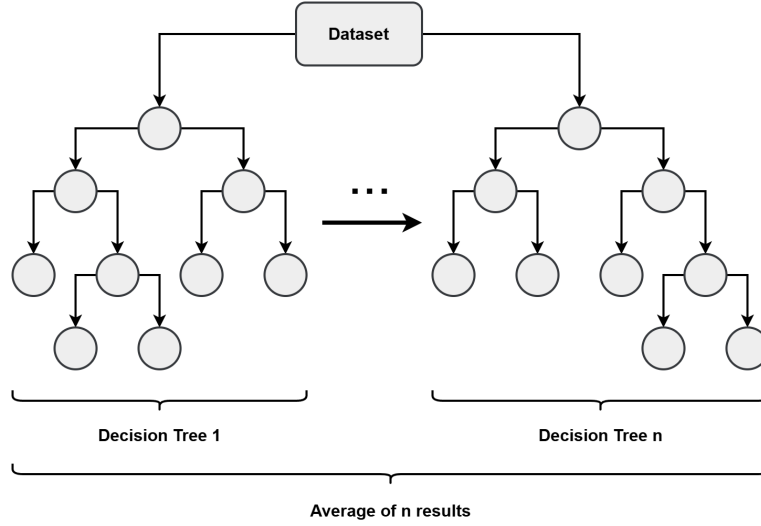 Dataset
...
Decision Tree 1
Decision Tree n
Average of n results